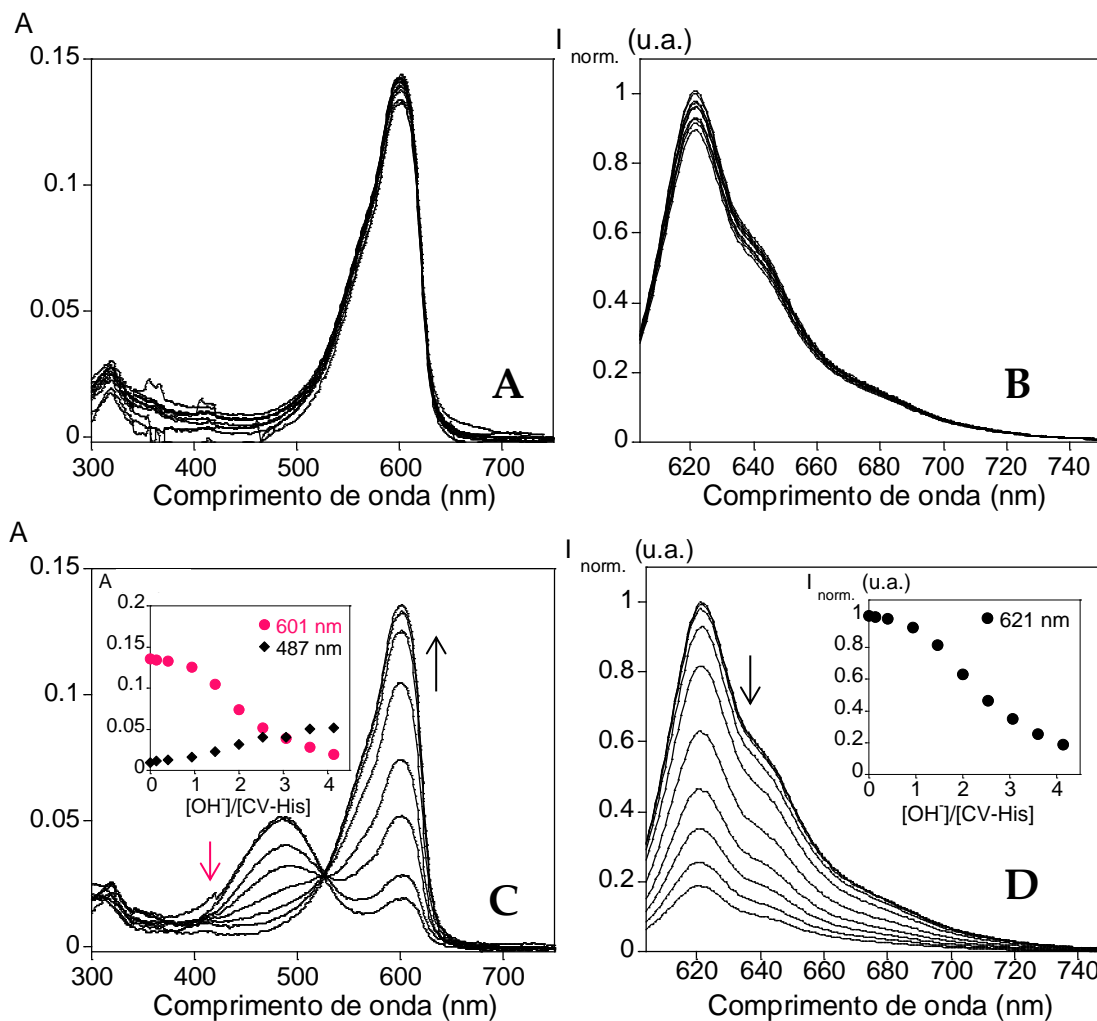 A
0.15
0.1
0.05
0
300 400 500 600 700
Comprimento de onda (nm)
A
I norm. (u.a.)
1
0.8
0.6
0.4
0.2
0
620 640 660 680 700 720 740
Comprimento de onda (nm)
B
A
0.15
0.1
0.05
0
300 400 500 600 700
Comprimento de onda (nm)
C
A
0.2
0.15
0.1
0.05
0
0 1 2 3 4
601 nm
487 nm
[OH-]/[CV-His]
I norm. (u.a.)
1
0.8
0.6
0.4
0.2
0
620 640 660 680 700 720 740
Comprimento de onda (nm)
D
I norm. (u.a.)
1
0.8
0.6
0.4
0.2
0
0 1 2 3 4
621 nm
[OH-]/[CV-His]